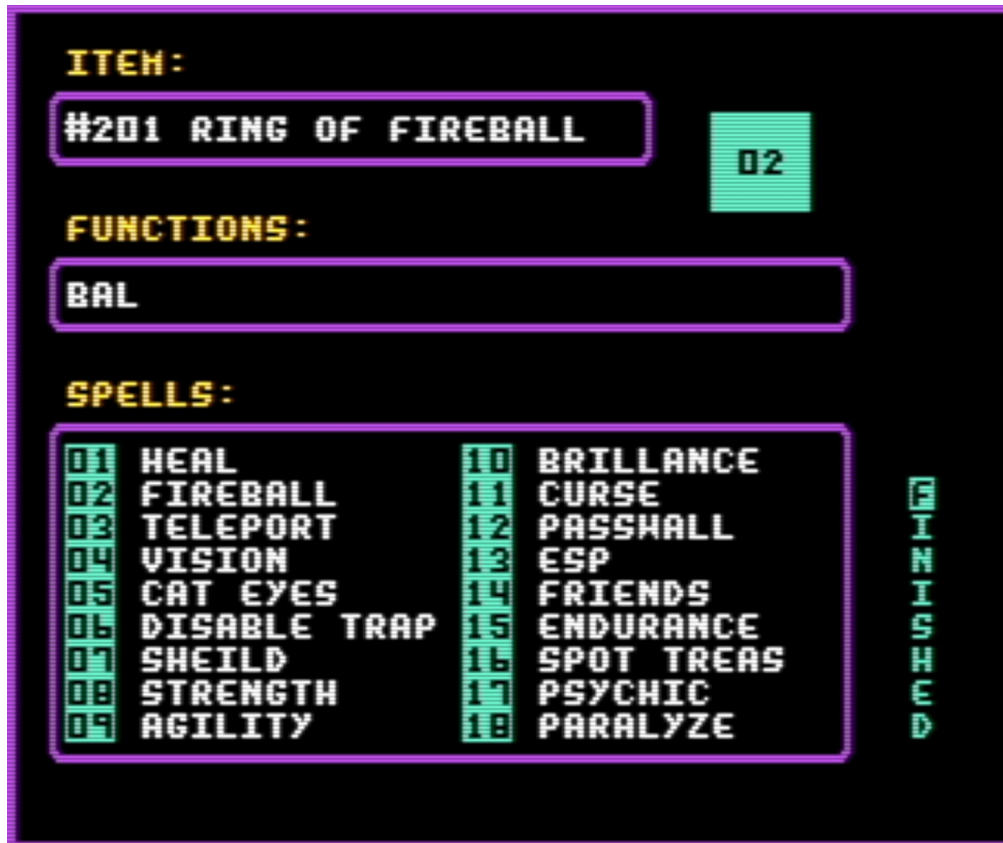 ITEM:
#201 RING OF FIREBALL
02
FUNCTIONS:
BAL
SPELLS:
01 HEAL
02 FIREBALL
03 TELEPORT
04 VISION
05 CAT EYES
06 DISABLE TRAP
07 SHEILD
08 STRENGTH
09 AGILITY
10 BRILLANCE
11 CURSE
12 PASSWALL
13 ESP
14 FRIENDS
15 ENDURANCE
16 SPOT TREAS
17 PSYCHIC
18 PARALYZE
FINISHED